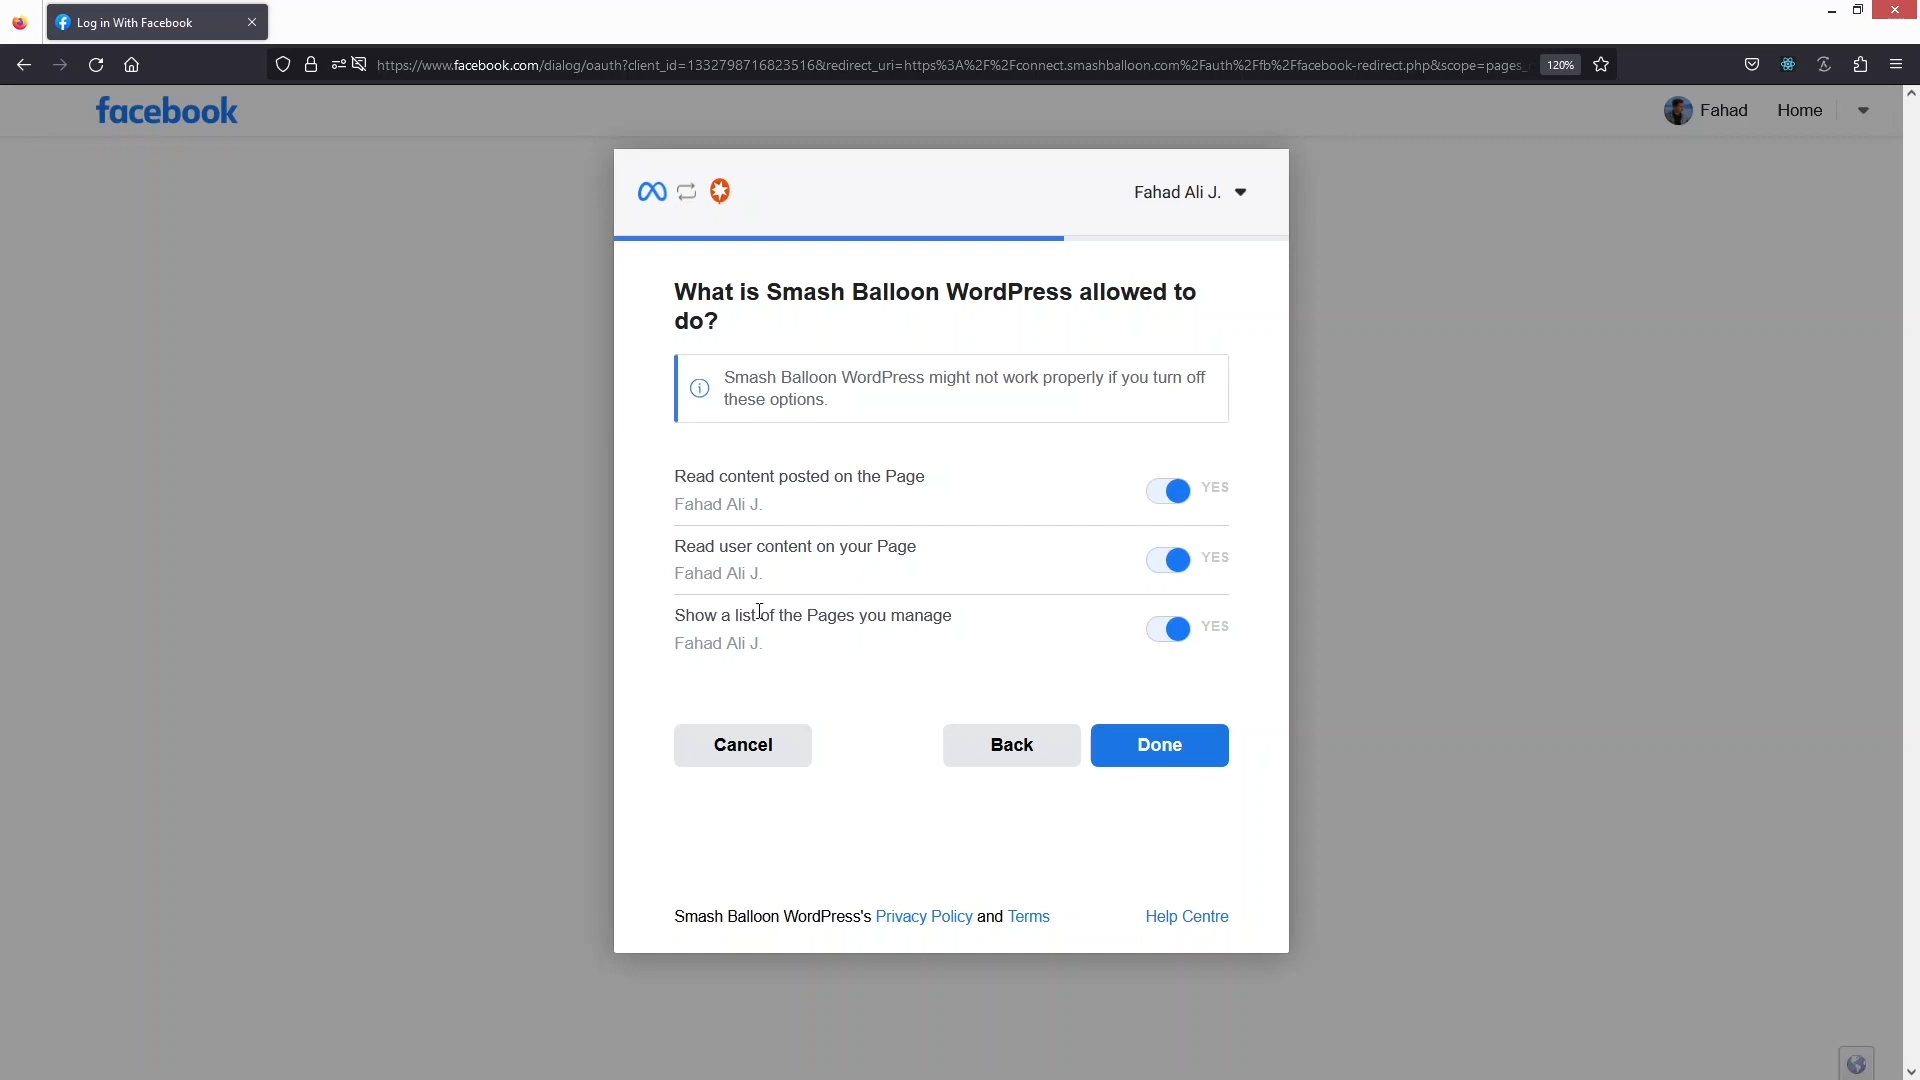 Log in With Facebook
https://www.facebook.com/dialog/oauth?client_id=1332798716823516&redirect_uri=https%3A%2F%2Fconnect.smashballoon.com%2Fauth%2Ffb%2Ffacebook-redirect.php&scope=pages_
120%
facebook
Fahad
Home
Fahad Ali J.
What is Smash Balloon WordPress allowed to
do?
Smash Balloon WordPress might not work properly if you turn off
these options.
Read content posted on the Page
YES
Fahad Ali J.
Read user content on your Page
YES
Fahad Ali J.
Show a list of the Pages you manage
YES
Fahad Ali J.
Cancel
Back
Done
Smash Balloon WordPress's Privacy Policy and Terms
Help Centre